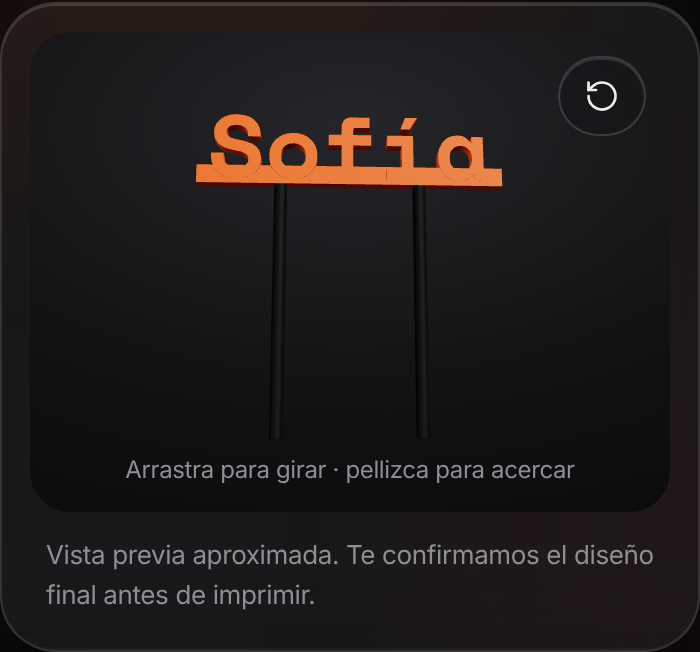 Sofía
Arrastra para girar · pellizca para acercar
Vista previa aproximada. Te confirmamos el diseño
final antes de imprimir.